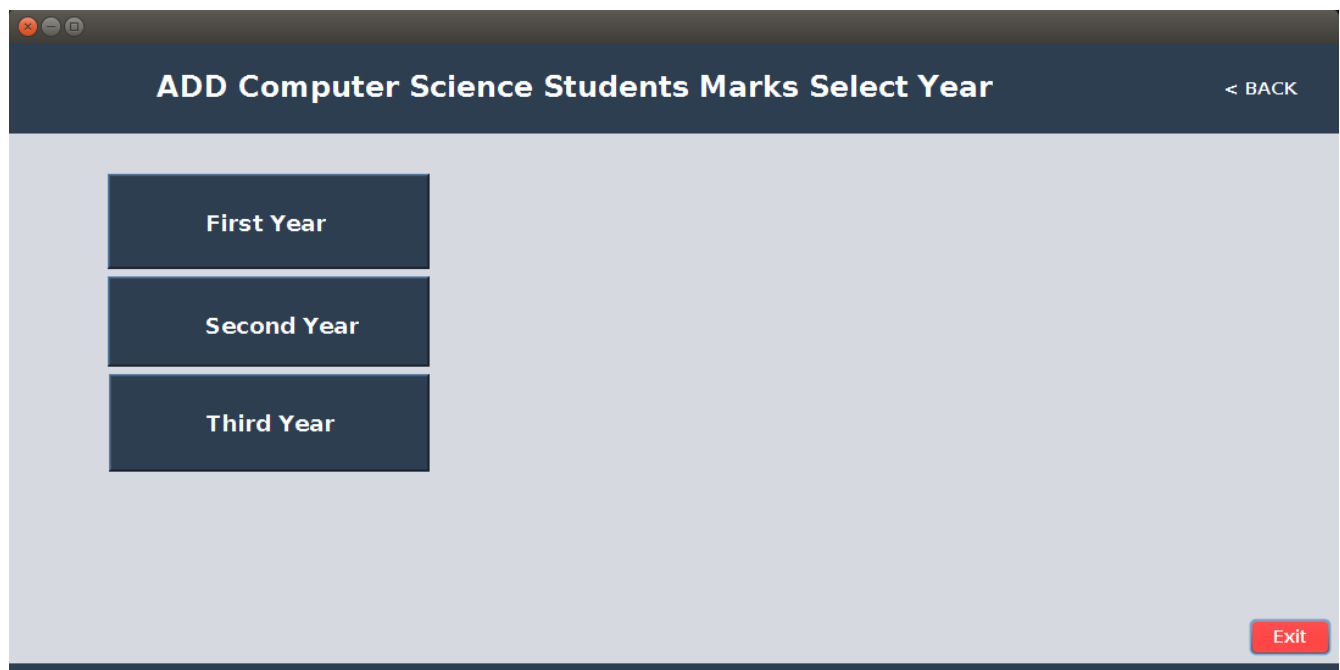 ADD Computer Science Students Marks Select Year
< BACK
First Year
Second Year
Third Year
Exit